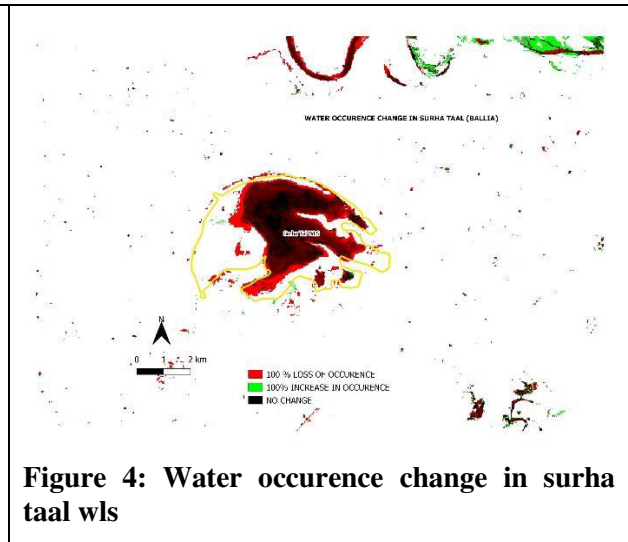 WATER OCCURENCE CHANGE IN SURHA TAAL (BALLIA)
N
0 1 2 km
100 % LOSS OF OCCURENCE
100% INCREASE IN OCCURENCE
NO CHANGE
Figure 4: Water occurence change in surha
taal wls